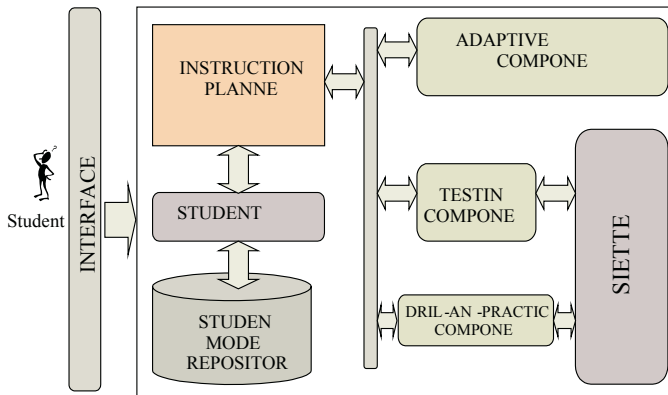 Student
INTERFACE
INSTRUCTION
PLANNE
STUDENT
STUDEN
MODE
REPOSITOR
ADAPTIVE
COMPONE
TESTIN
COMPONE
DRIL-AN -PRACTIC
COMPONE
SIETTE